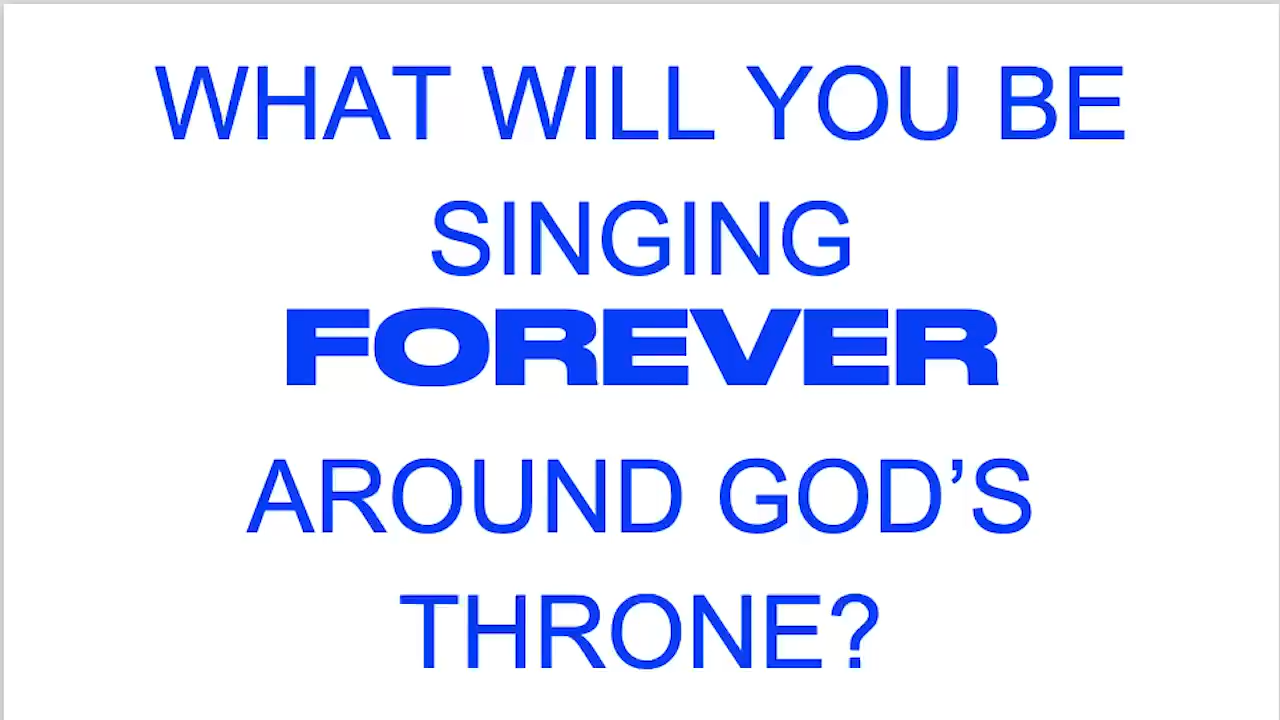 WHAT WILL YOU BE
SINGING
FOREVER
AROUND GOD’S
THRONE?